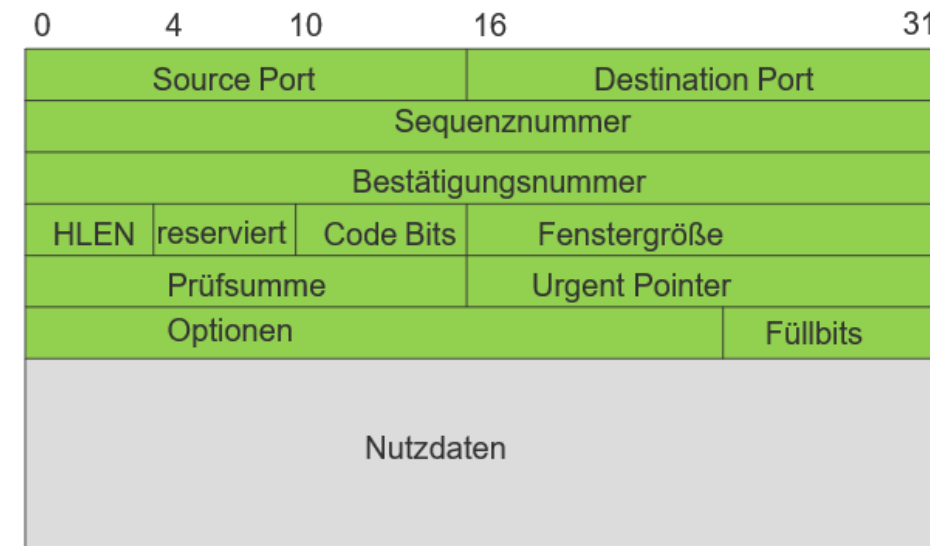 0 4 10 16 31
Source Port Destination Port
Sequenznummer
Bestätigungsnummer
HLEN reserviert Code Bits Fenstergröße
Prüfsumme Urgent Pointer
Optionen Füllbits
Nutzdaten